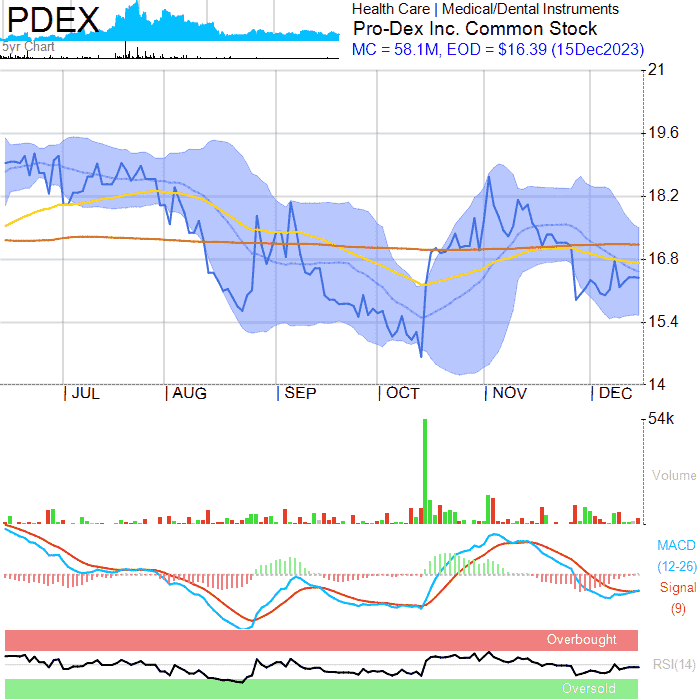 PDEX
5yr Chart
Health Care | Medical/Dental Instruments
Pro-Dex Inc. Common Stock
MC = 58.1M, EOD = $16.39 (15Dec2023)
21
19.6
18.2
16.8
15.4
14
JUL
AUG
SEP
OCT
NOV
DEC
54k
Volume
MACD
(12-26)
Signal
(9)
Overbought
RSI(14)
Oversold